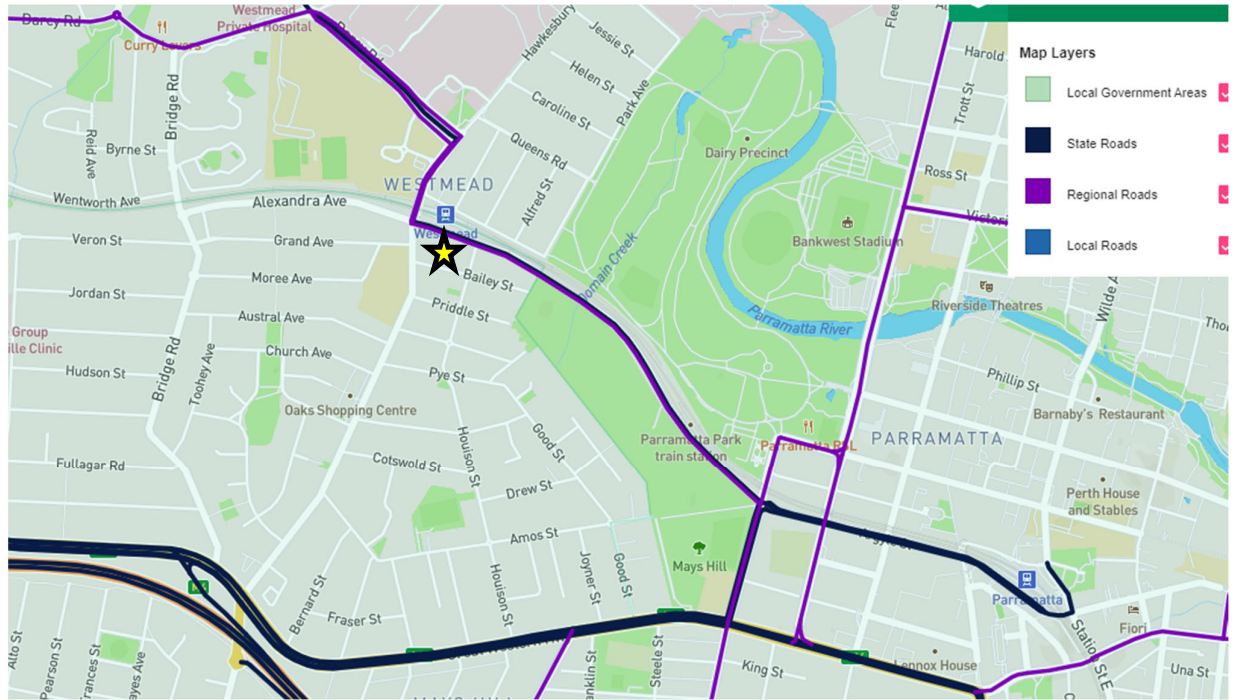 Darcy Rd
Westmead
Private Hospital
Curry Lovers
Hawkesbury
Jessie St
Helen St
Park Ave
Caroline St
Queens Rd
Alfred St
Bridge Rd
Reid Ave
Byrne St
WESTMEAD
Wentworth Ave
Alexandra Ave
Westmead
Veron St
Grand Ave
Moree Ave
Bailey St
Jordan St
Priddle St
Austral Ave
Church Ave
Hudson St
Bridge Rd
Toohey Ave
Pye St
Oaks Shopping Centre
Houison St
Good St
Fullagar Rd
Cotswold St
Drew St
Amos St
Joyner St
Good St
Houison St
Bernard St
Fraser St
Alto St
Pearson St
Steele St
King St
Mays Hill
Dairy Precinct
Bankwest Stadium
Domain Creek
Parramatta River
Parramatta Park
train station
Parramatta RSL
PARRAMATTA
Trott St
Ross St
Riverside Theatres
Wilde A
Phillip St
Barnaby's Restaurant
Perth House
and Stables
Parramatta
Station St E
Fiori
Lennox House
Una St
Harold
Map Layers
Local Government Areas
State Roads
Regional Roads
Local Roads